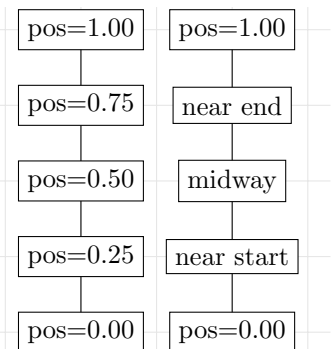 pos=1.00
pos=0.75
pos=0.50
pos=0.25
pos=0.00
pos=1.00
near end
midway
near start
pos=0.00